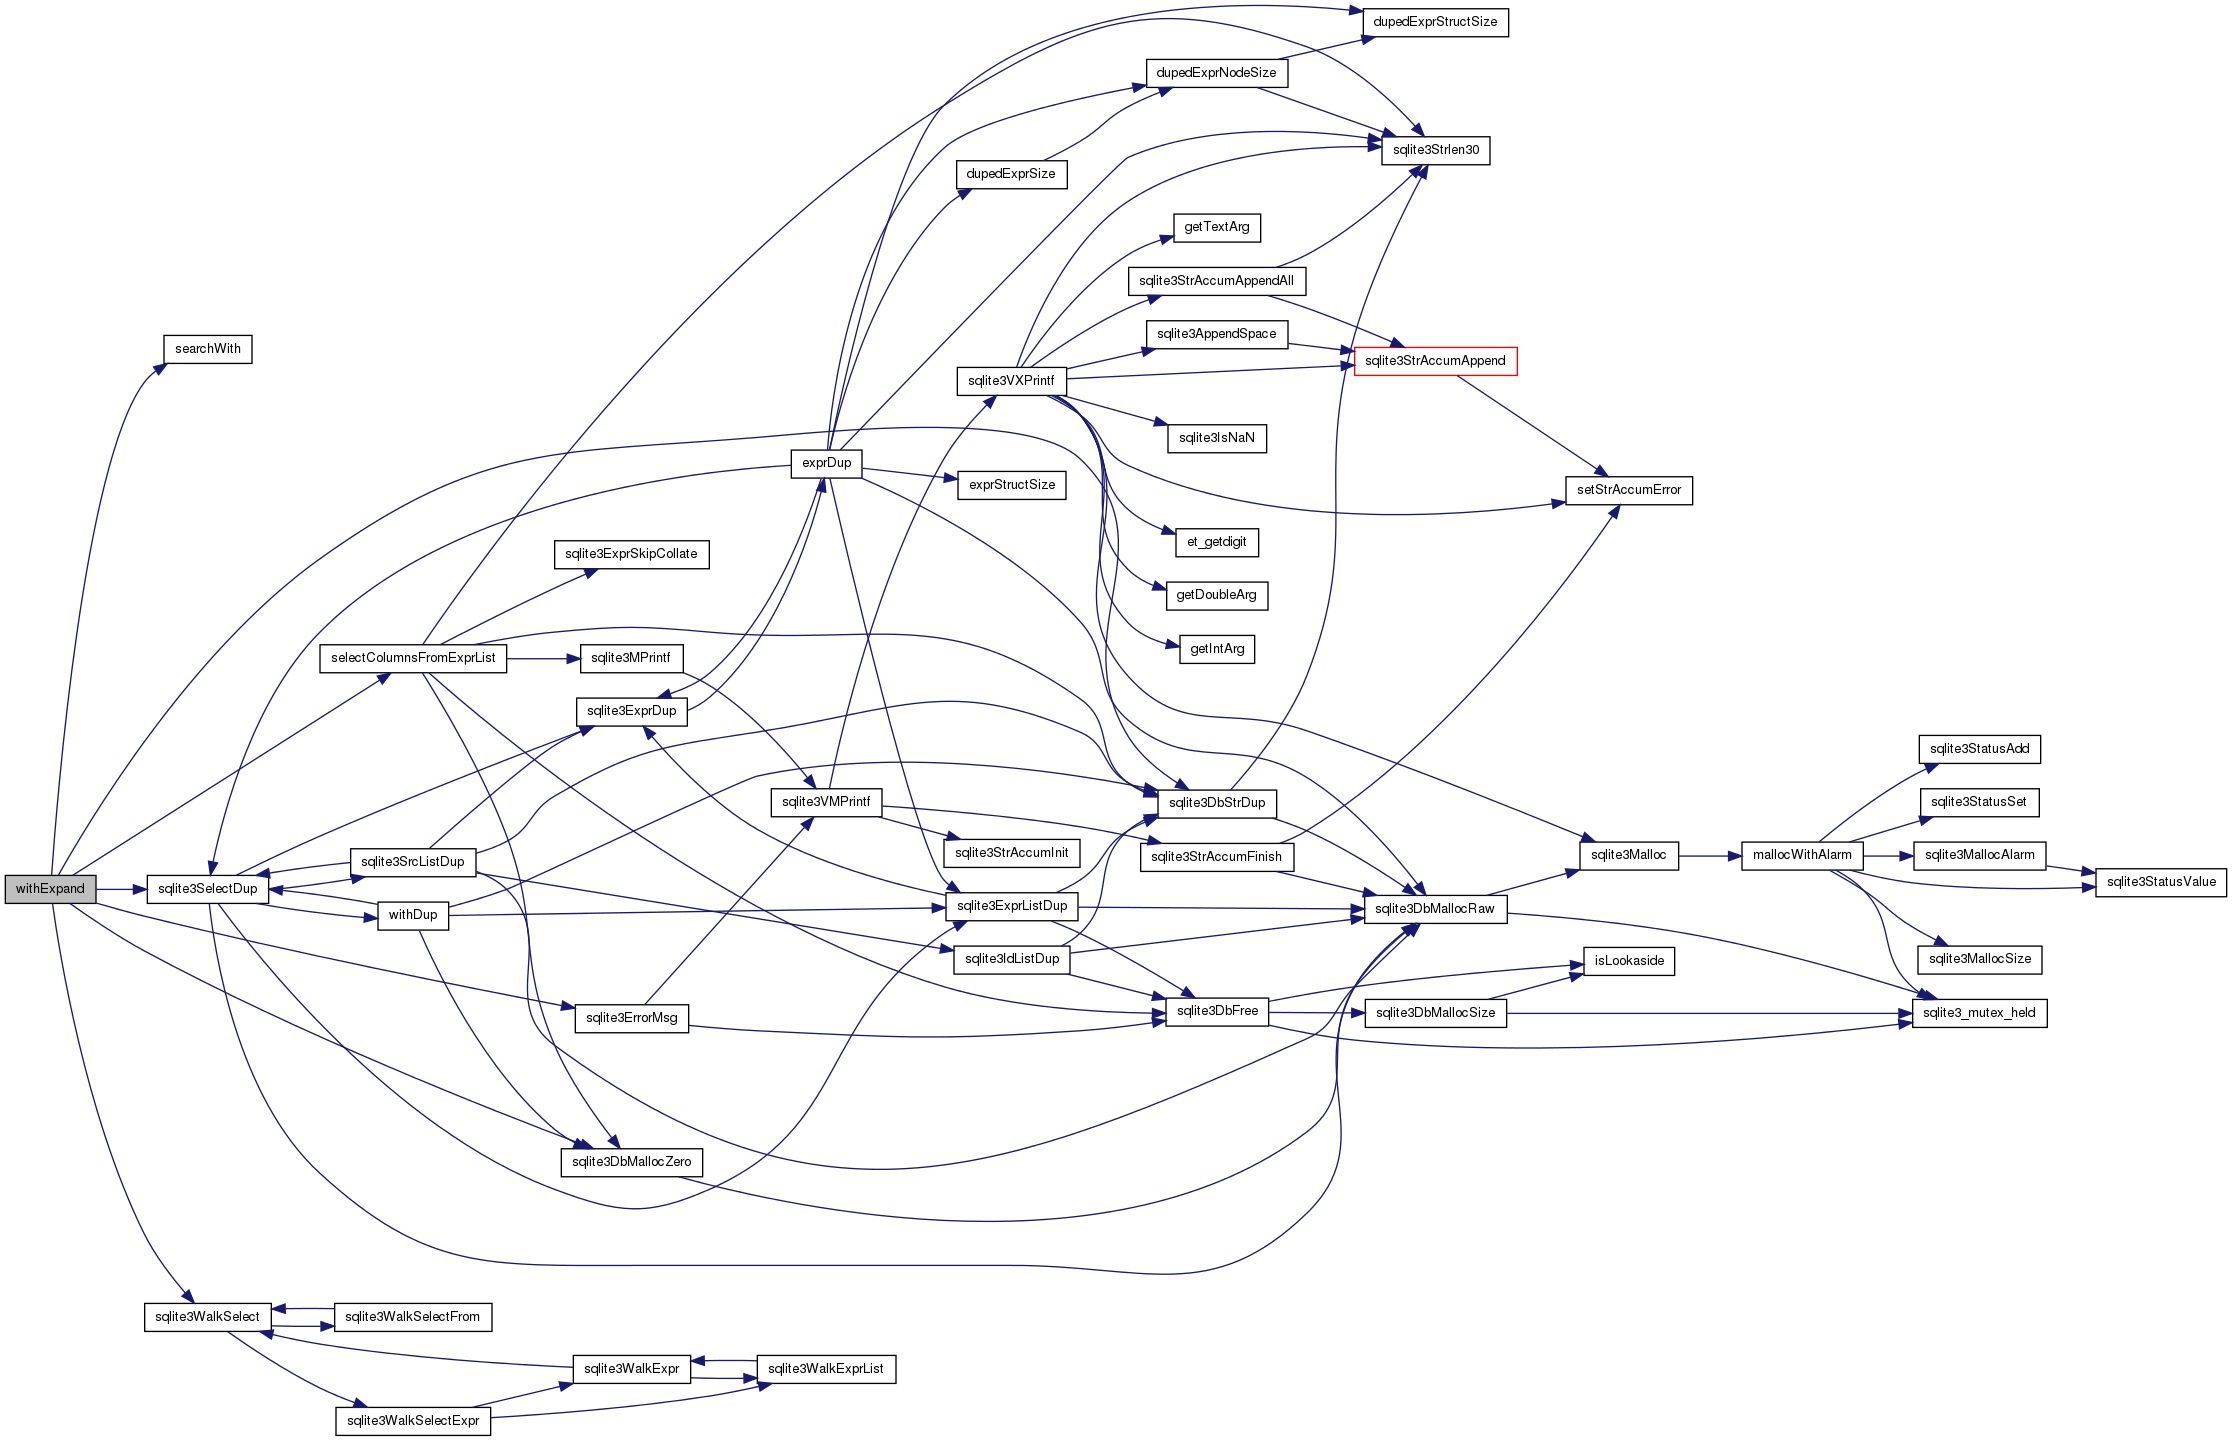 withExpand
searchWith
sqlite3SelectDup
sqlite3WalkSelect
selectColumnsFromExprList
sqlite3SrcListDup
withDup
sqlite3WalkSelectFrom
sqlite3WalkSelectExpr
sqlite3ExprSkipCollate
sqlite3MPrintf
sqlite3ExprDup
sqlite3ErrorMsg
sqlite3DbMallocZero
sqlite3WalkExpr
exprDup
sqlite3VMPrintf
sqlite3WalkExprList
dupedExprSize
sqlite3VXPrintf
exprStructSize
sqlite3StrAccumInit
sqlite3ExprListDup
sqlite3IdListDup
dupedExprNodeSize
getTextArg
sqlite3StrAccumAppendAll
sqlite3AppendSpace
sqlite3IsNaN
et_getdigit
getDoubleArg
getIntArg
sqlite3DbStrDup
sqlite3StrAccumFinish
sqlite3DbFree
dupedExprStructSize
sqlite3Strlen30
sqlite3StrAccumAppend
sqlite3DbMallocRaw
sqlite3DbMallocSize
setStrAccumError
sqlite3Malloc
isLookaside
mallocWithAlarm
sqlite3StatusAdd
sqlite3StatusSet
sqlite3MallocAlarm
sqlite3MallocSize
sqlite3_mutex_held
sqlite3StatusValue